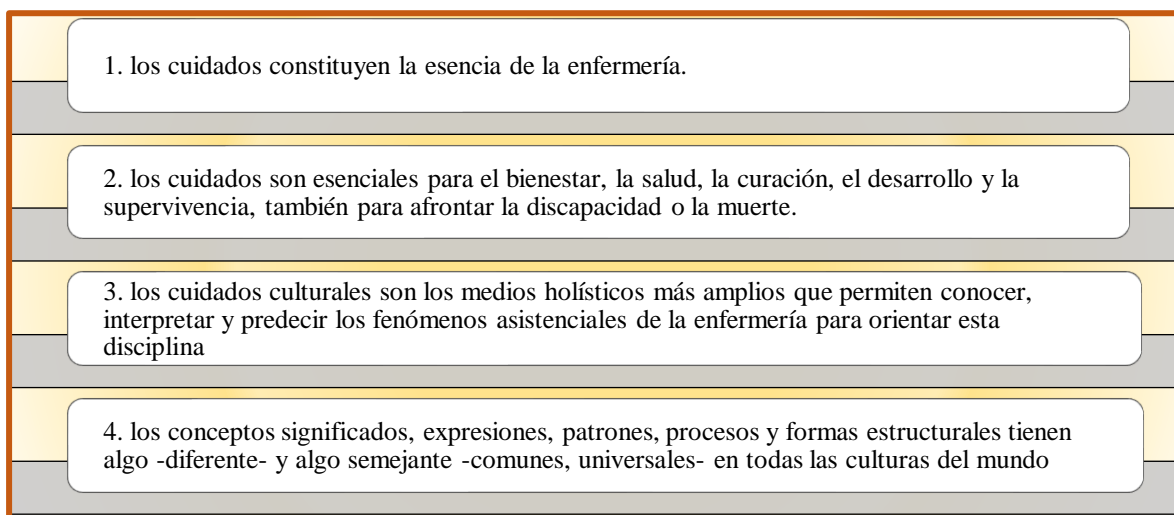 1. los cuidados constituyen la esencia de la enfermería.
2. los cuidados son esenciales para el bienestar, la salud, la curación, el desarrollo y la
supervivencia, también para afrontar la discapacidad o la muerte.
3. los cuidados culturales son los medios holísticos más amplios que permiten conocer,
interpretar y predecir los fenómenos asistenciales de la enfermería para orientar esta
disciplina
4. los conceptos significados, expresiones, patrones, procesos y formas estructurales tienen
algo -diferente- y algo semejante -comunes, universales- en todas las culturas del mundo